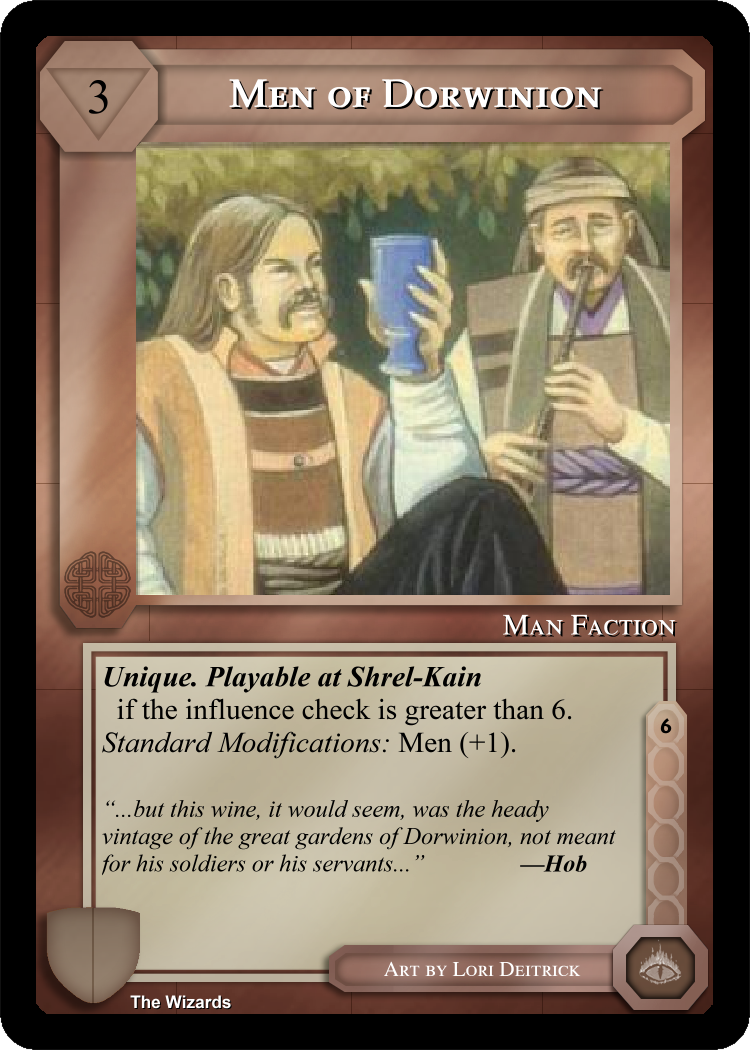 3
Men of Dorwinion
Man Faction
Unique. Playable at Shrel-Kain
if the influence check is greater than 6.
Standard Modifications: Men (+1).
6
“...but this wine, it would seem, was the heady
vintage of the great gardens of Dorwinion, not meant
for his soldiers or his servants...” —Hob
Art by Lori Deitrick
The Wizards